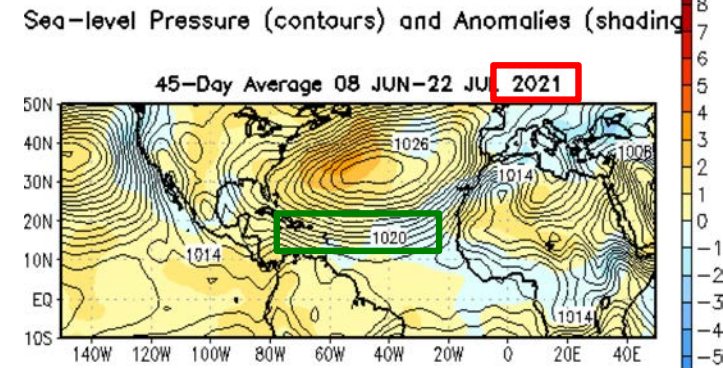 Sea-level Pressure (contours) and Anomalies (shading
45-Day Average 08 JUN-22 JUL 2021
50N
40N
30N
20N
10N
EQ
10S
1026
1006
1014
1020
1014
1014
140W 120W 100W 80W 60W 40W 20W 0 20E 40E
8
7
6
5
4
3
2
1
0
-1
-2
-3
-4
-5